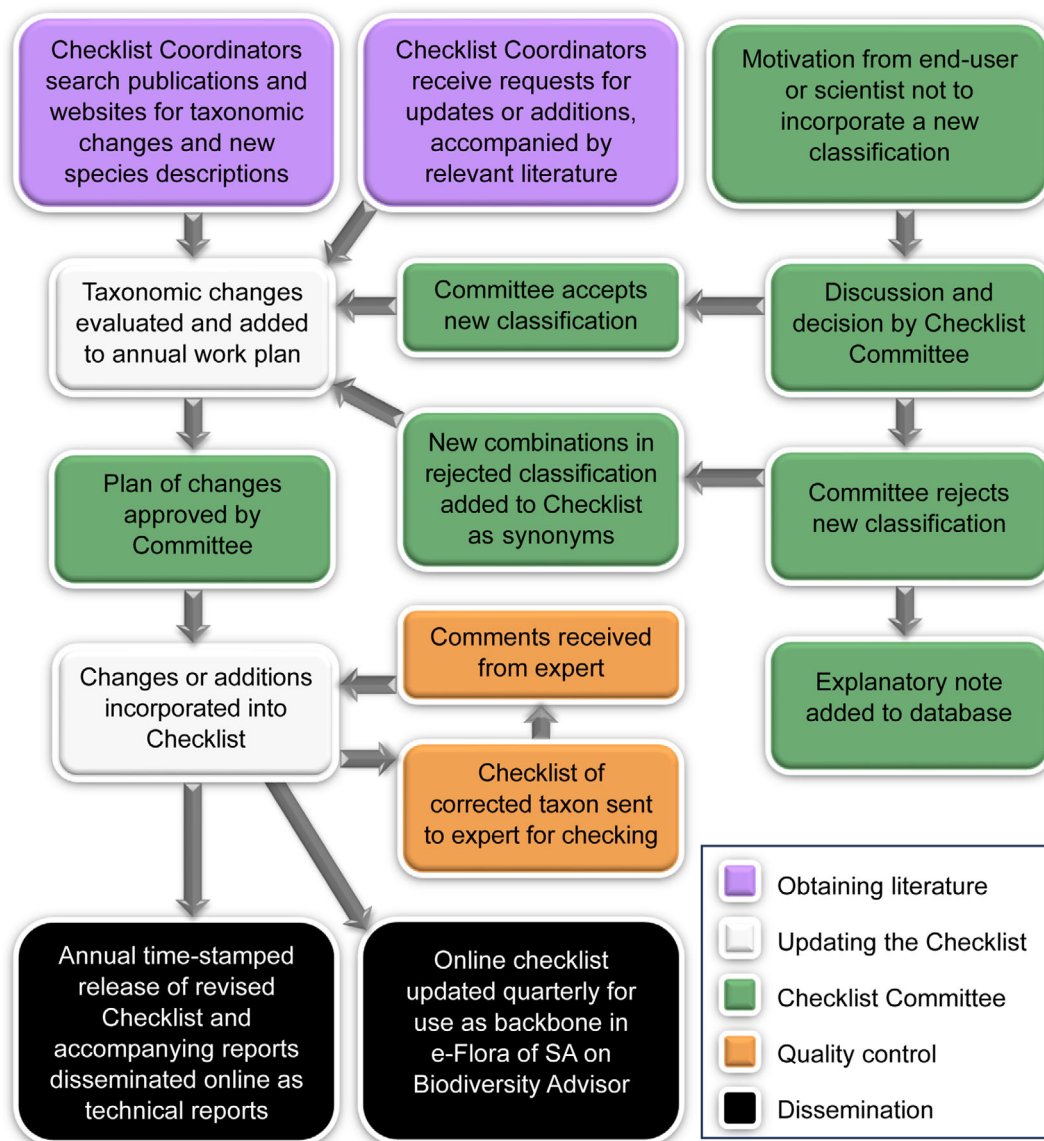 Checklist Coordinators
search publications and
websites for taxonomic
changes and new
species descriptions
Checklist Coordinators
receive requests for
updates or additions,
accompanied by
relevant literature
Motivation from end-user
or scientist not to
incorporate a new
classification
Taxonomic changes
evaluated and added
to annual work plan
Committee accepts
new classification
Discussion and
decision by Checklist
Committee
Plan of changes
approved by
Committee
New combinations in
rejected classification
added to Checklist
as synonyms
Committee rejects
new classification
Changes or additions
incorporated into
Checklist
Comments received
from expert
Explanatory note
added to database
Checklist of
corrected taxon sent
to expert for checking
Annual time-stamped
release of revised
Checklist and
accompanying reports
disseminated online as
technical reports
Online checklist
updated quarterly for
use as backbone in
e-Flora of SA on
Biodiversity Advisor
Obtaining literature
Updating the Checklist
Checklist Committee
Quality control
Dissemination